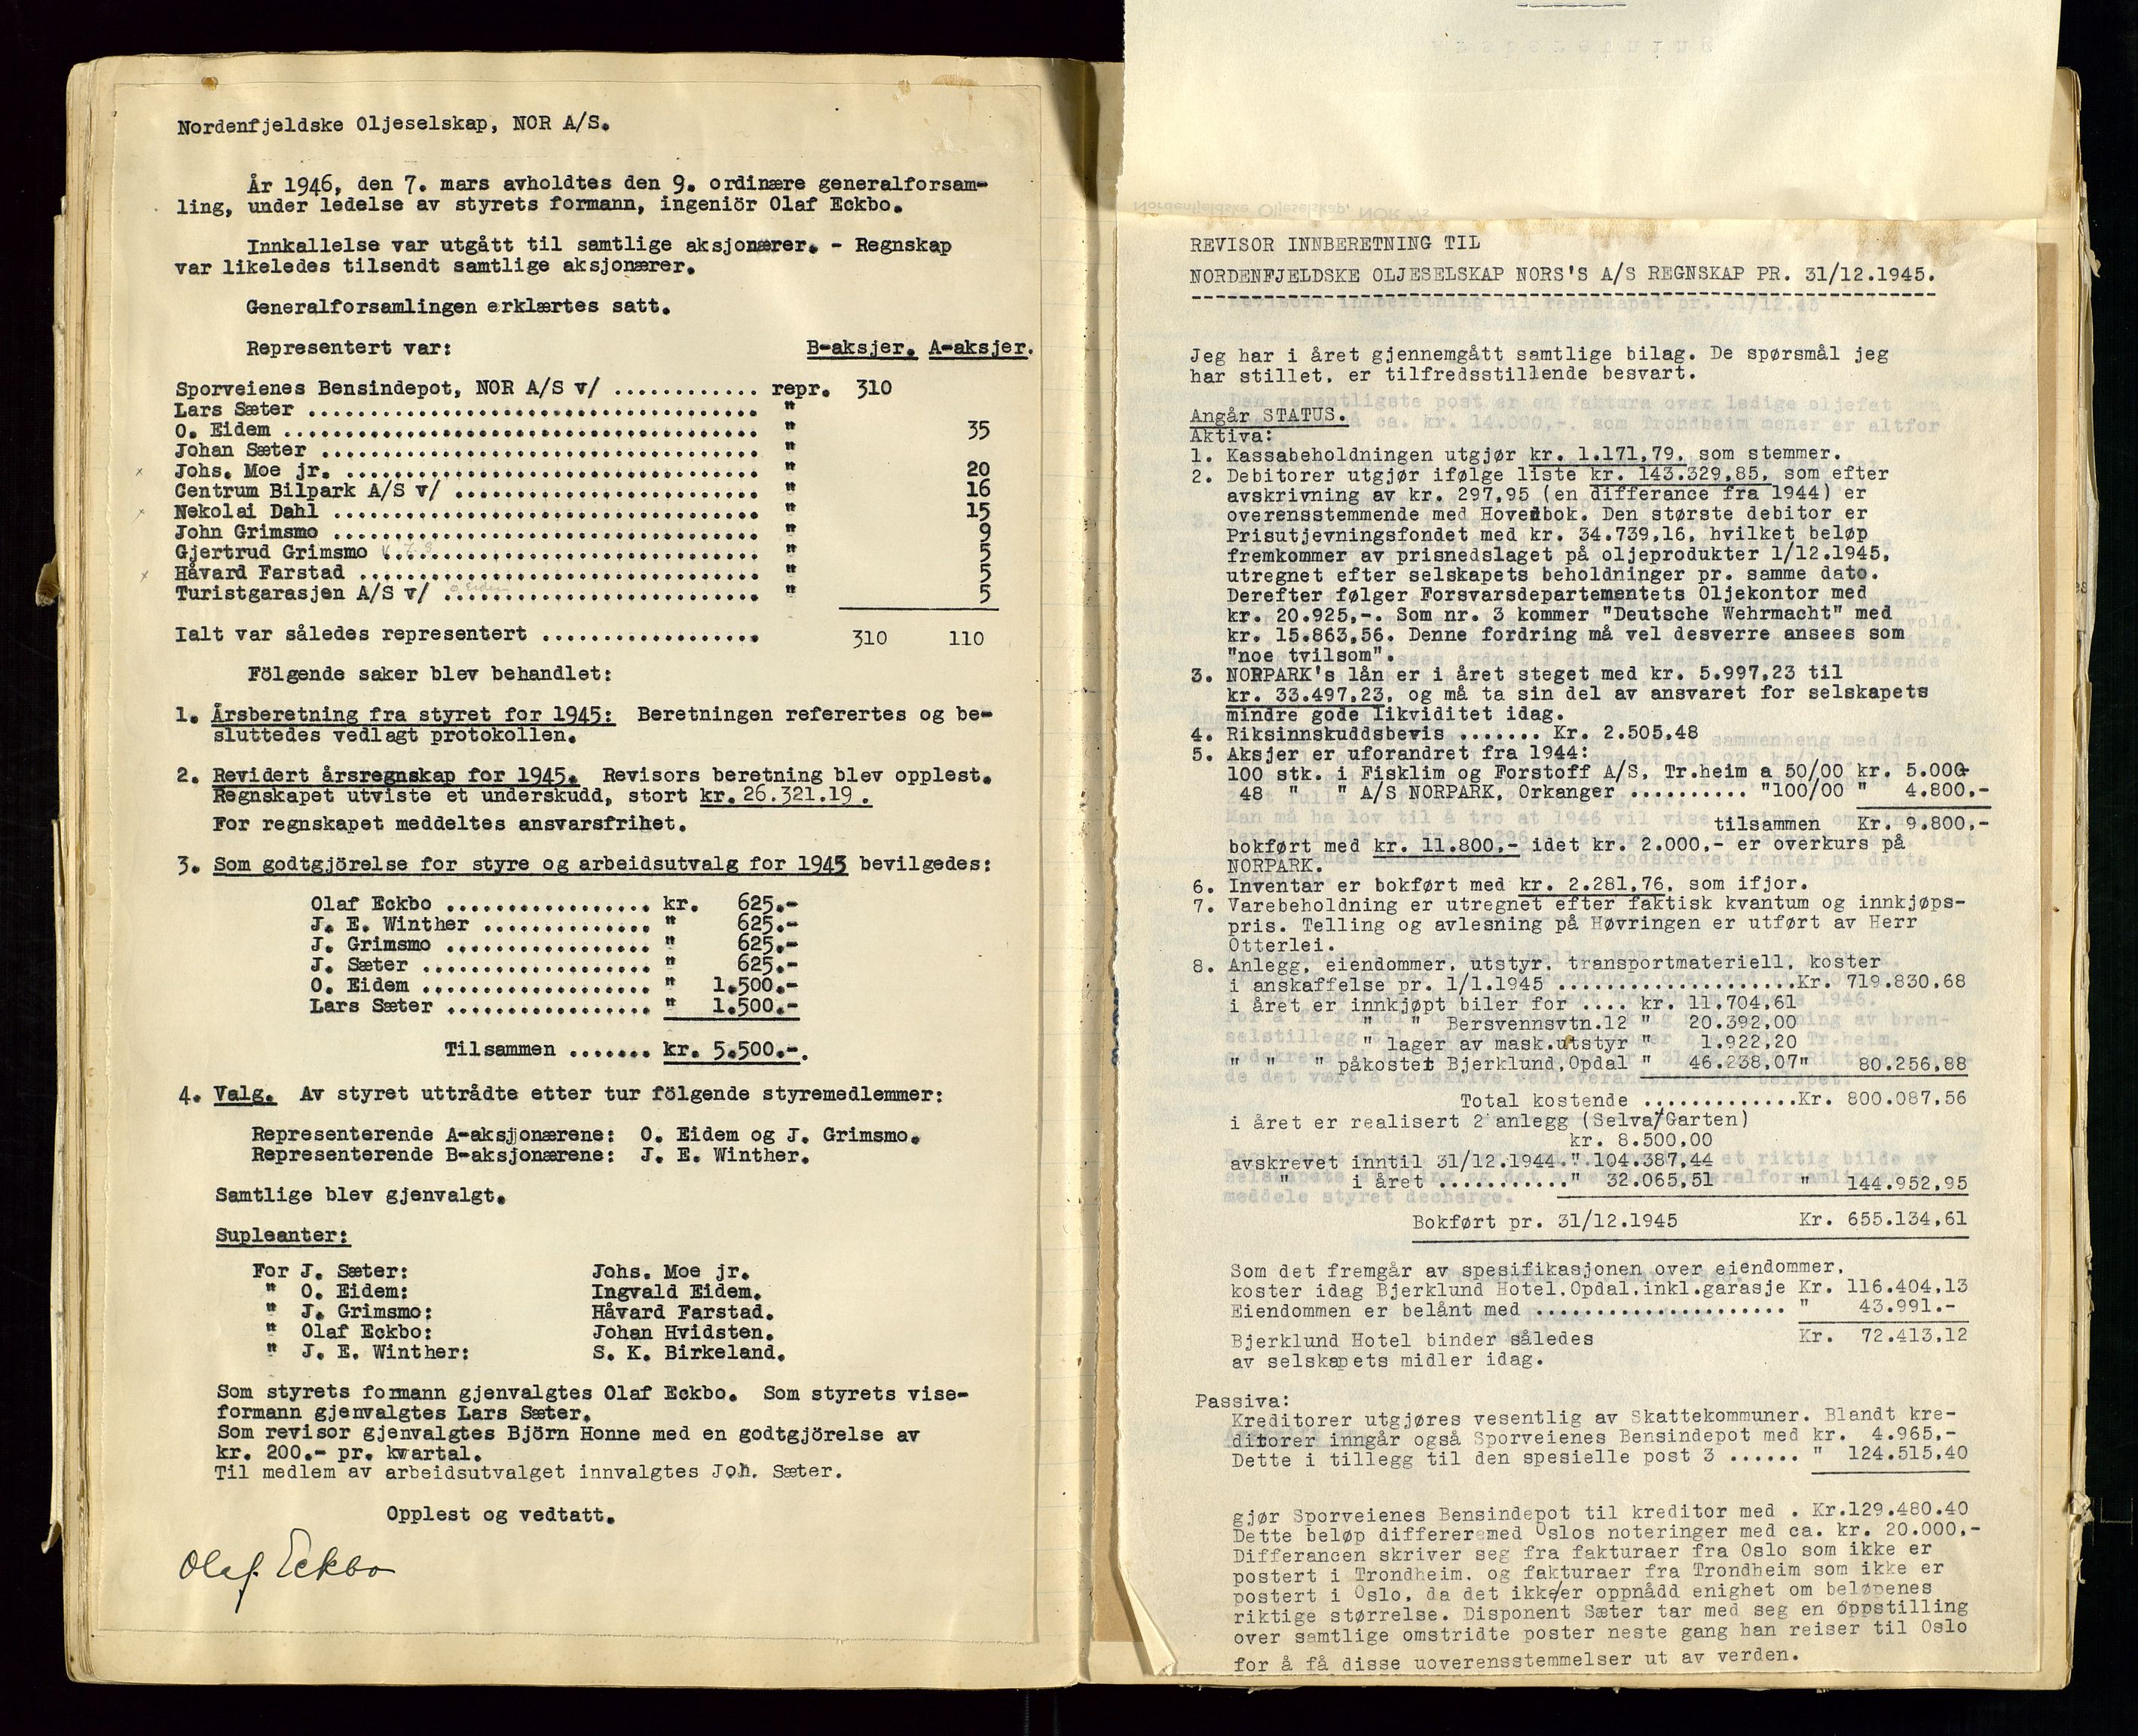 Nordenfjeldske Oljeselskap, NOR A/S.
År 1946, den 7. mars avholdtes den 9. ordinære generalforsam-
ling, under ledelse av styrets formann, ingeniör Olaf Eckbo.
Innkallelse var utgått til samtlige aksjonærer. - Regnskap
var likeledes tilsendt samtlige aksjonærer.
Generalforsamlingen erklærtes satt.
Representert var: B-aksjer. A-aksjer.
Sporveienes Bensindepot, NOR A/S v/ ............ repr. 310
Lars Sæter ..................................... "
O. Eidem ....................................... " 35
Johan Sæter .................................... "
Johs. Moe jr. .................................. " 20
Centrum Bilpark A/S v/ ......................... " 16
Nekolai Dahl ................................... " 15
John Grimsmo ................................... " 9
Gjertrud Grimsmo ............................... " 5
Håvard Farstad ................................. " 5
Turistgarasjen A/S v/ .......................... " 5
Ialt var således representert .................. 310 110
Fölgende saker blev behandlet:
1. Årsberetning fra styret for 1945: Beretningen referertes og be-
sluttedes vedlagt protokollen.
2. Revidert årsregnskap for 1945. Revisors beretning blev opplest.
Regnskapet utviste et underskudd, stort kr. 26.321.19.
For regnskapet meddeltes ansvarsfrihet.
3. Som godtgjörelse for styre og arbeidsutvalg for 1945 bevilgedes:
Olaf Eckbo ................. kr. 625.-
J. E. Winther .............. " 625.-
J. Grimsmo ................. " 625.-
J. Sæter ................... " 625.-
O. Eidem ................... " 1.500.-
Lars Sæter ................. " 1.500.-
Tilsammen ....... kr. 5.500.-.
4. Valg. Av styret uttrådte etter tur fölgende styremedlemmer:
Representerende A-aksjonærene: O. Eidem og J. Grimsmo.
Representerende B-aksjonærene: J. E. Winther.
Samtlige blev gjenvalgt.
Supleanter:
For J. Sæter: Johs. Moe jr.
" O. Eidem: Ingvald Eidem.
" J. Grimsmo: Håvard Farstad.
" Olaf Eckbo: Johan Hvidsten.
" J. E. Winther: S. K. Birkeland.
Som styrets formann gjenvalgtes Olaf Eckbo. Som styrets vise-
formann gjenvalgtes Lars Sæter.
Som revisor gjenvalgtes Björn Honne med en godtgjörelse av
kr. 200.- pr. kvartal.
Til medlem av arbeidsutvalget innvalgtes Joh. Sæter.
Opplest og vedtatt.
Olaf Eckbo
REVISOR INNBERETNING TIL
NORDENFJELDSKE OLJESELSKAP NORS'S A/S REGNSKAP PR. 31/12.1945.
Jeg har i året gjennemgått samtlige bilag. De spørsmål jeg
har stillet, er tilfredsstillende besvart.
Angår STATUS.
Aktiva:
1. Kassabeholdningen utgjør kr. 1.171,79, som stemmer.
2. Debitorer utgjør ifølge liste kr. 143.329,85, som efter
avskrivning av kr. 297,95 (en differance fra 1944) er
overensstemmende med Hovedbok. Den største debitor er
Prisutjevningsfondet med kr. 34.739,16, hvilket beløp
fremkommer av prisnedslaget på oljeprodukter 1/12.1945,
utregnet efter selskapets beholdninger pr. samme dato.
Derefter følger Forsvarsdepartementets Oljekontor med
kr. 20.925,-. Som nr. 3 kommer "Deutsche Wehrmacht" med
kr. 15.863,56. Denne fordring må vel desverre ansees som
"noe tvilsom".
3. NORPARK's lån er i året steget med kr. 5.997,23 til
kr. 33.497,23, og må ta sin del av ansvaret for selskapets
mindre gode likviditet idag.
4. Riksinnskuddsbevis ....... Kr. 2.505,48
5. Aksjer er uforandret fra 1944:
100 stk. i Fisklim og Forstoff A/S, Tr.heim a 50/00 kr. 5.000-
48 " " A/S NORPARK, Orkanger .......... "100/00 " 4.800,-
tilsammen Kr. 9.800,-
bokført med kr. 11.800,- idet kr. 2.000,- er overkurs på
NORPARK.
6. Inventar er bokført med kr. 2.281,76, som ifjor.
7. Varebeholdning er utregnet efter faktisk kvantum og innkjøps-
pris. Telling og avlesning på Høvringen er utført av Herr
Otterlei.
8. Anlegg, eiendommer, utstyr, transportmateriell, koster
i anskaffelse pr. 1/1.1945 ....................Kr. 719.830,68
i året er innkjøpt biler for .... kr. 11.704,61
" " Bersvennsvtn.12 " 20.392,00
" lager av mask.utstyr " 1.922,20
" " " påkostet Bjerklund,Opdal " 46.238,07" 80.256,88
Total kostende .............Kr. 800.087,56
i året er realisert 2 anlegg (Selva/Garten)
kr. 8.500,00
avskrevet inntil 31/12.1944." 104.387,44
" i året ..........." 32.065,51 " 144.952,95
Bokført pr. 31/12.1945 Kr. 655.134,61
Som det fremgår av spesifikasjonen over eiendommer,
koster idag Bjerklund Hotel,Opdal,inkl.garasje Kr. 116.404,13
Eiendommen er belånt med ..................... " 43.991.-
Bjerklund Hotel binder således Kr. 72.413,12
av selskapets midler idag.
Passiva:
Kreditorer utgjøres vesentlig av Skattekommuner. Blandt kre-
ditorer inngår også Sporveienes Bensindepot med kr. 4.965,-
Dette i tillegg til den spesielle post 3 ...... " 124.515,40
gjør Sporveienes Bensindepot til kreditor med . Kr.129.480.40
Dette beløp differer med Oslos noteringer med ca. kr. 20.000,-
Differancen skriver seg fra fakturaer fra Oslo som ikke er
postert i Trondheim, og fakturaer fra Trondheim som ikke er
postert i Oslo, da det ikke/er oppnådd enighet om beløpenes
riktige størrelse. Disponent Sæter tar med seg en oppstilling
over samtlige omstridte poster neste gang han reiser til Oslo
for å få disse uoverensstemmelser ut av verden.